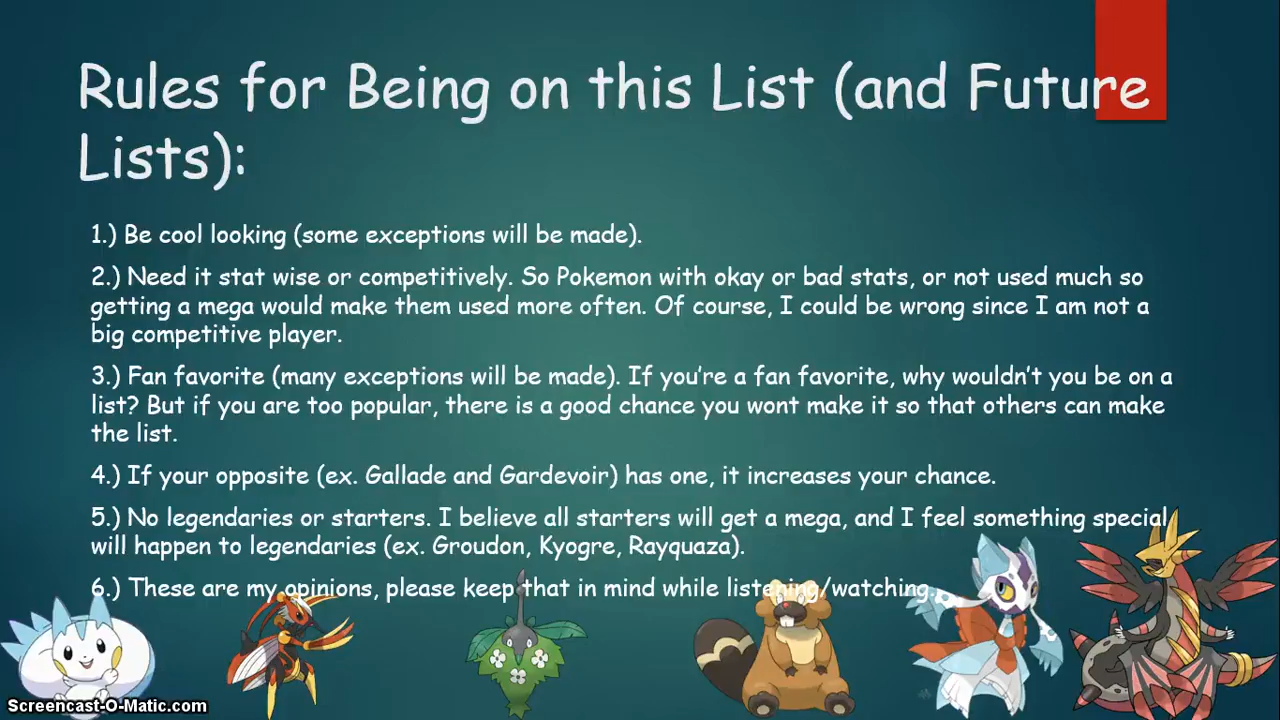 Rules for Being on this List (and Future
Lists):
1.) Be cool looking (some exceptions will be made).
2.) Need it stat wise or competitively. So Pokemon with okay or bad stats, or not used much so
getting a mega would make them used more often. Of course, I could be wrong since I am not a
big competitive player.
3.) Fan favorite (many exceptions will be made). If you’re a fan favorite, why wouldn’t you be on a
list? But if you are too popular, there is a good chance you wont make it so that others can make
the list.
4.) If your opposite (ex. Gallade and Gardevoir) has one, it increases your chance.
5.) No legendaries or starters. I believe all starters will get a mega, and I feel something special
will happen to legendaries (ex. Groudon, Kyogre, Rayquaza).
6.) These are my opinions, please keep that in mind while listening/watching.
Screencast-O-Matic.com